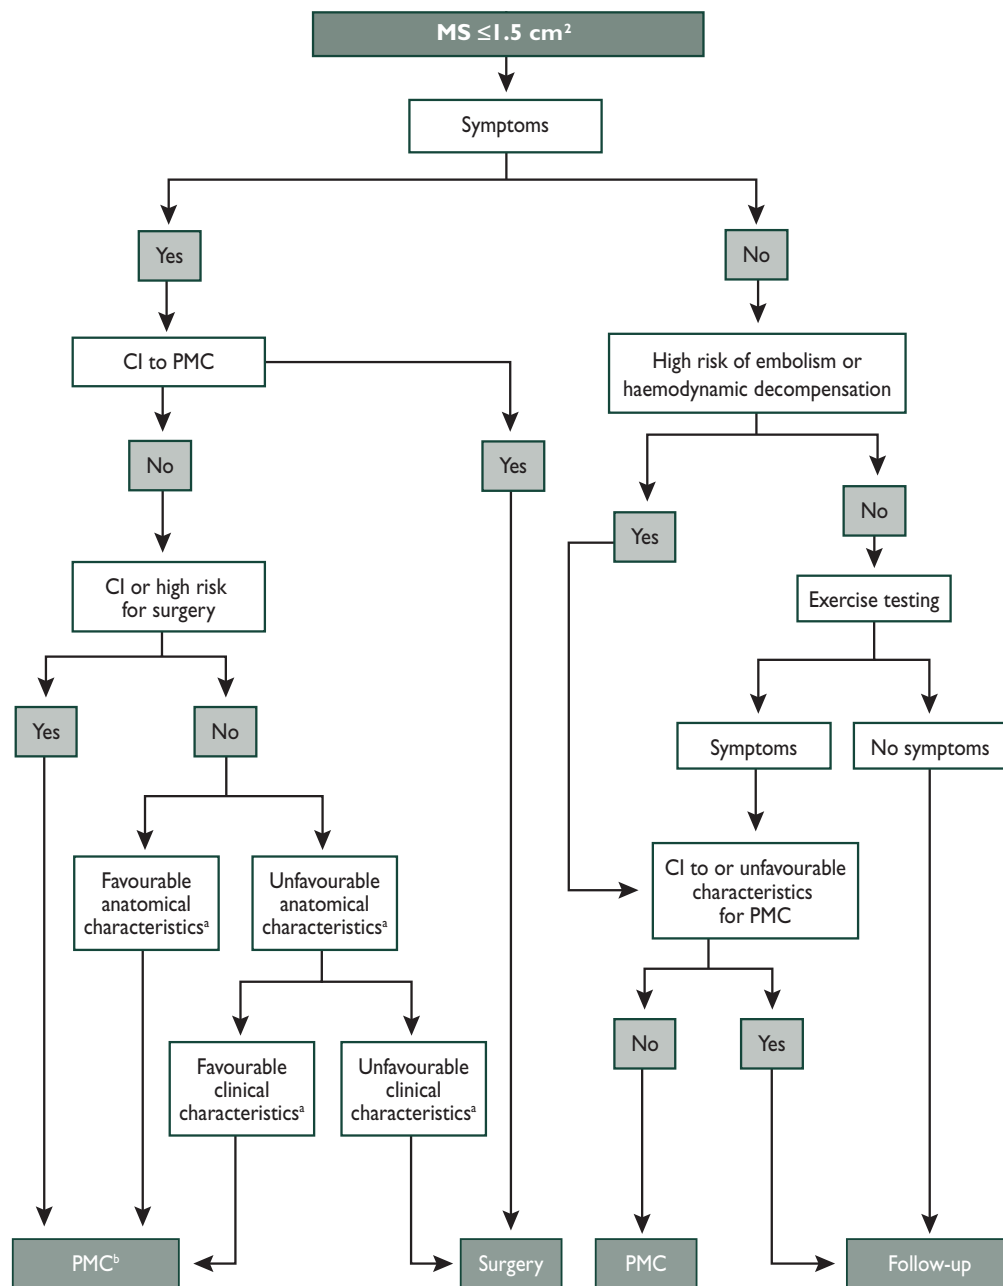 MS ≤1.5 cm²
Symptoms
Yes
No
CI to PMC
High risk of embolism or
haemodynamic decompensation
No
Yes
Yes
No
CI or high risk
for surgery
Exercise testing
Yes
No
Symptoms
No symptoms
Favourable
anatomical
characteristicsᵃ
Unfavourable
anatomical
characteristicsᵃ
CI to or unfavourable
characteristics
for PMC
Favourable
clinical
characteristicsᵃ
Unfavourable
clinical
characteristicsᵃ
No
Yes
PMCᵇ
Surgery
PMC
Follow-up